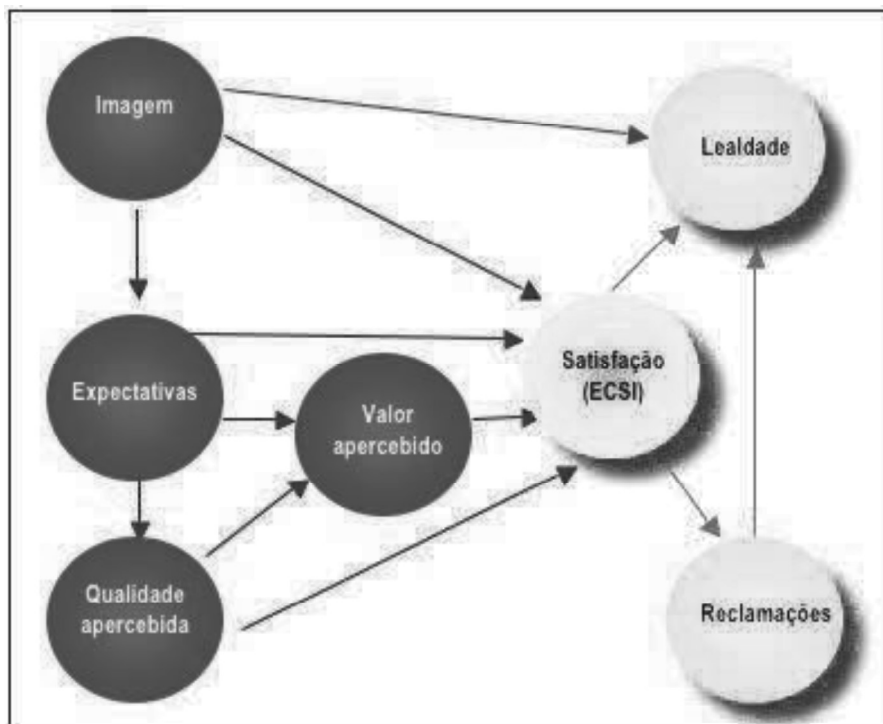 Imagem
Lealdade
Expectativas
Valor
apercebido
Satisfação
(ECSI)
Qualidade
apercebida
Reclamações